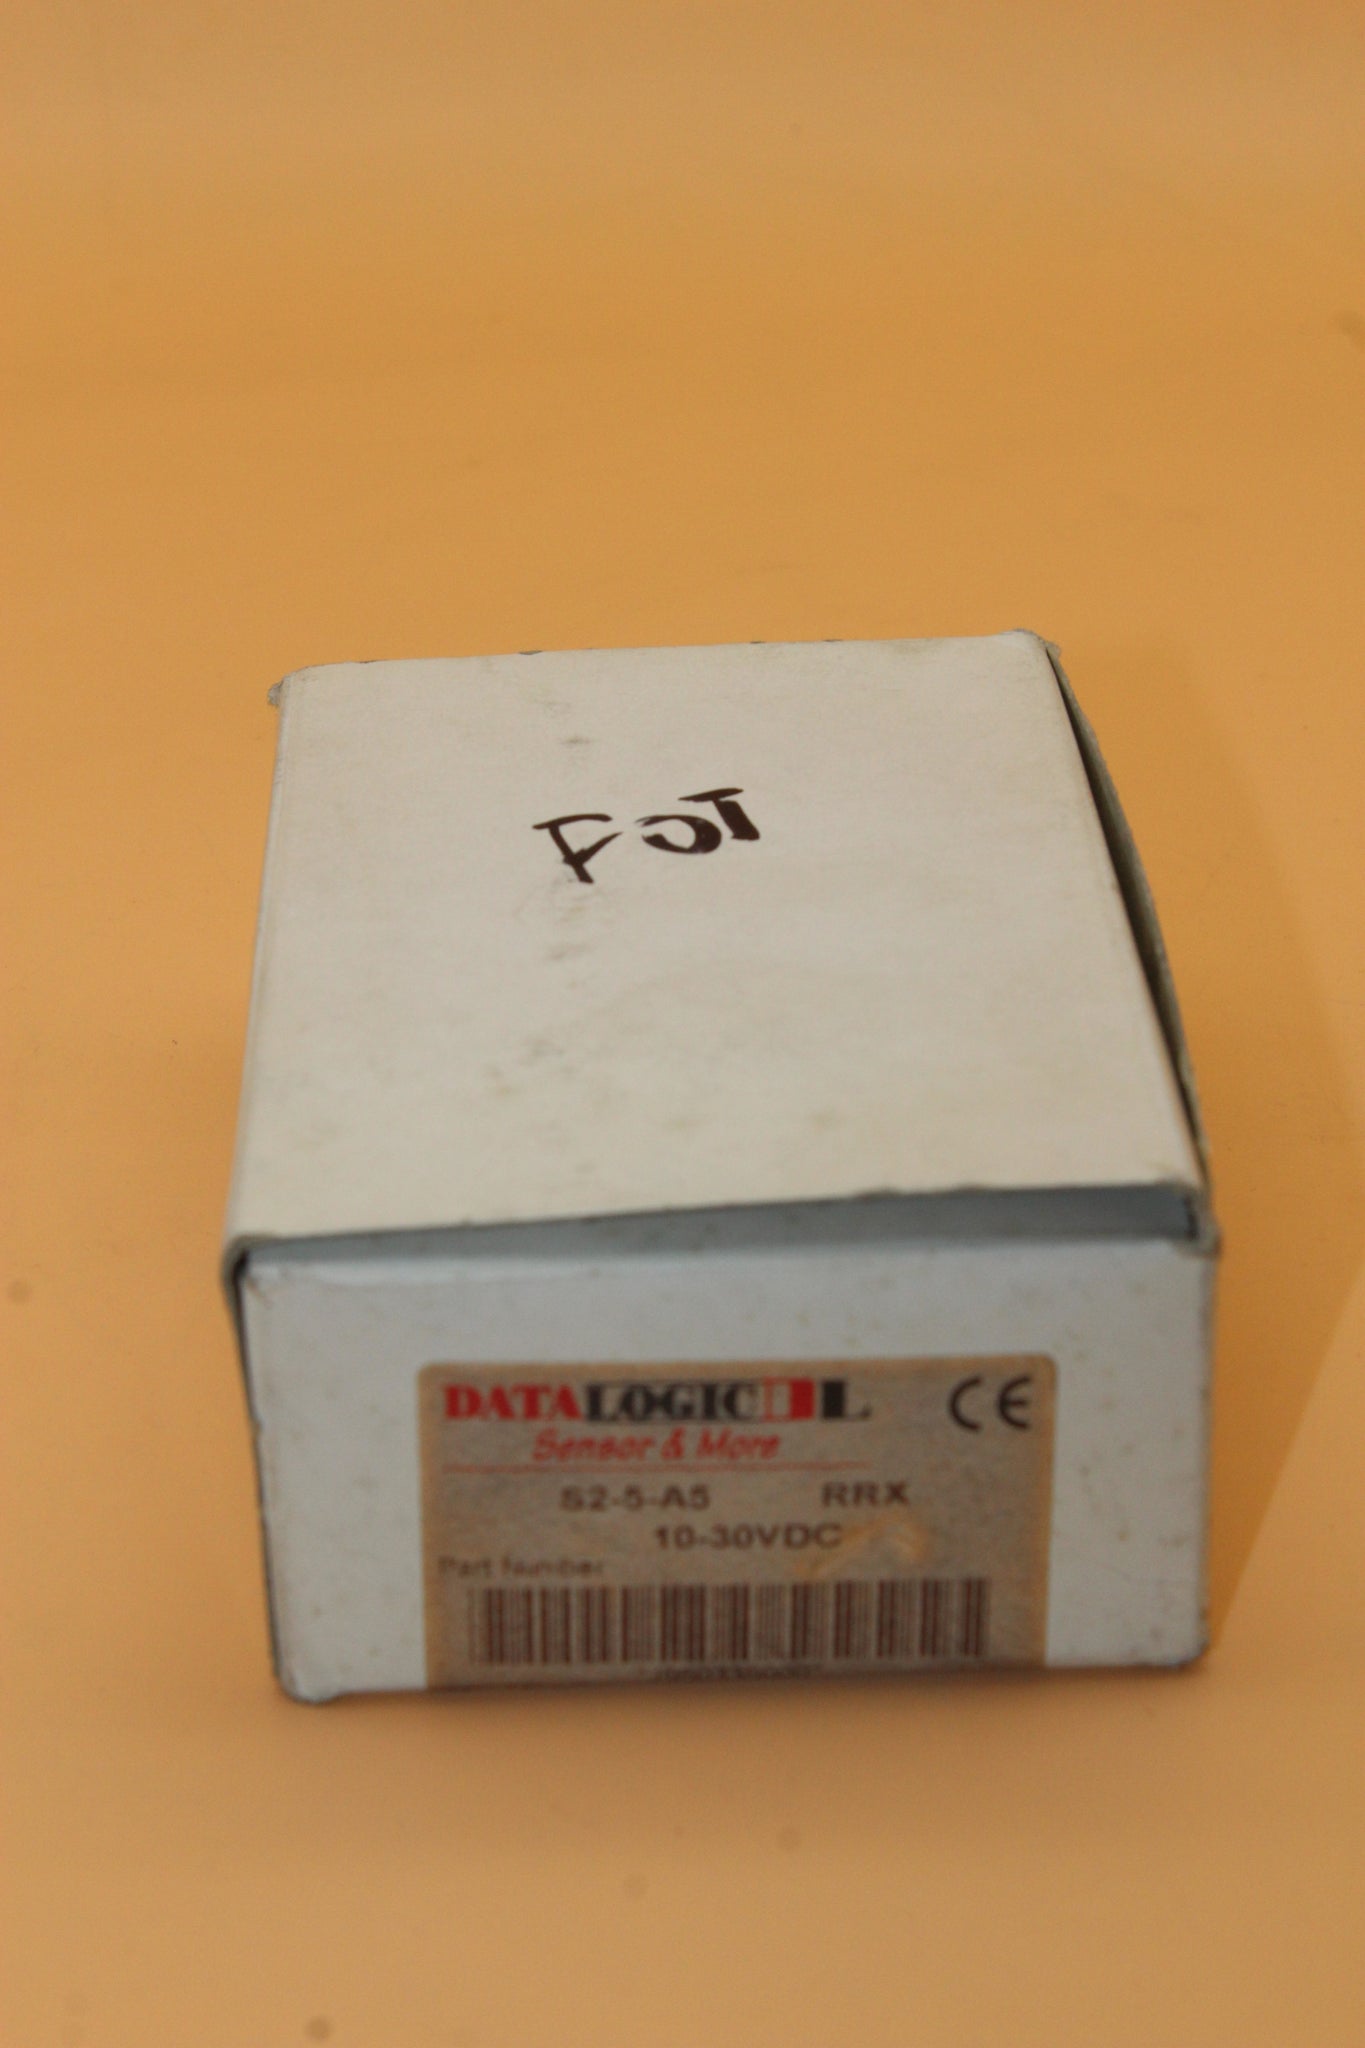 FOT
DATALOGIC
Sensor & More
S2-5-A5 RRX
10-30VDC
Part Number